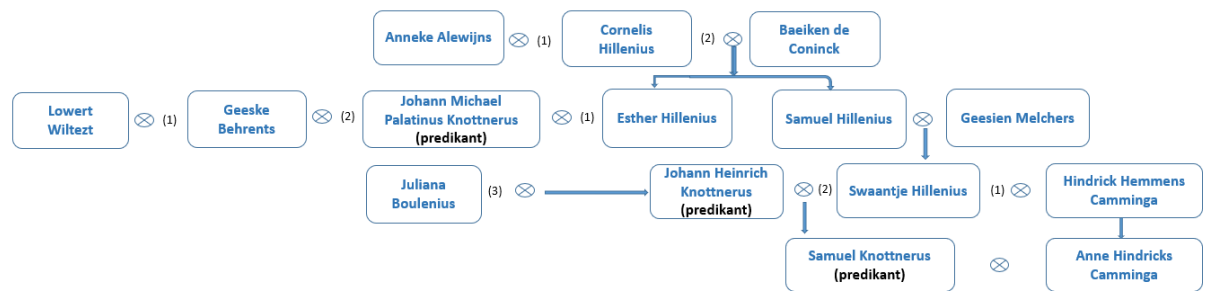 Anneke Alewijns
(1)
Cornelis
Hillenius
(2)
Baeiken de
Coninck
Lowert
Wiltezt
(1)
Geeske
Behrents
(2)
Johann Michael
Palatinus Knottnerus
(predikant)
(1)
Esther Hillenius
Samuel Hillenius
Geesien Melchers
Juliana
Boulenius
(3)
Johann Heinrich
Knottnerus
(predikant)
(2)
Swaantje Hillenius
(1)
Hindrick Hemmens
Camminga
Samuel Knottnerus
(predikant)
Anne Hindricks
Camminga